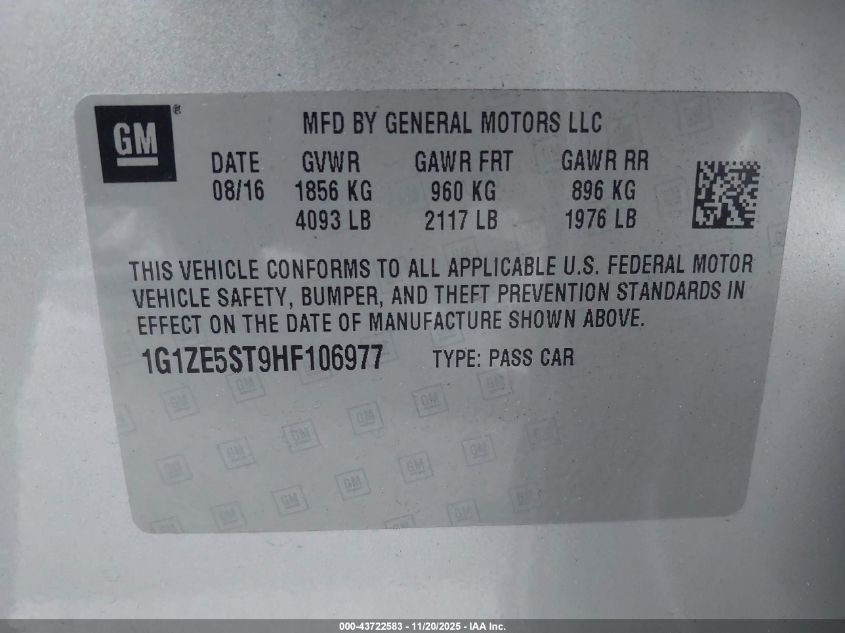 GM ®
MFD BY GENERAL MOTORS LLC
DATE GVWR GAWR FRT GAWR RR
08/16 1856 KG 960 KG 896 KG
4093 LB 2117 LB 1976 LB
THIS VEHICLE CONFORMS TO ALL APPLICABLE U.S. FEDERAL MOTOR
VEHICLE SAFETY, BUMPER, AND THEFT PREVENTION STANDARDS IN
EFFECT ON THE DATE OF MANUFACTURE SHOWN ABOVE.
1G1ZE5ST9HF106977 TYPE: PASS CAR
000-43722583 - 11/20/2025 - IAA Inc.